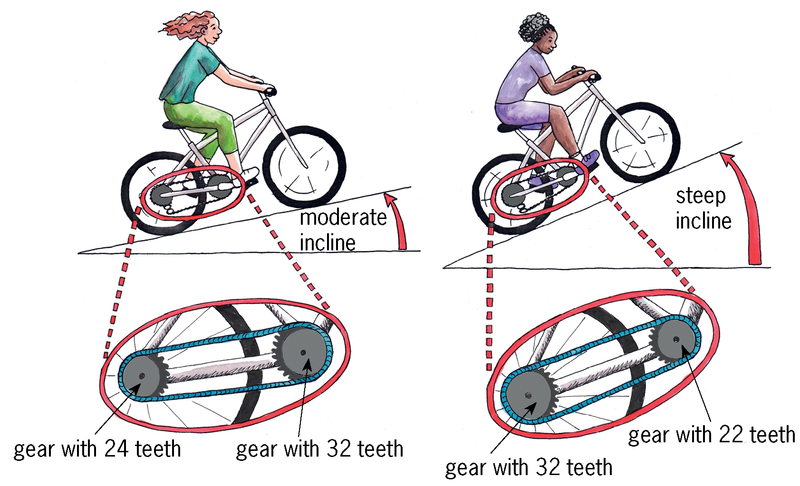 moderate
incline
steep
incline
gear with 24 teeth
gear with 32 teeth
gear with 32 teeth
gear with 22 teeth